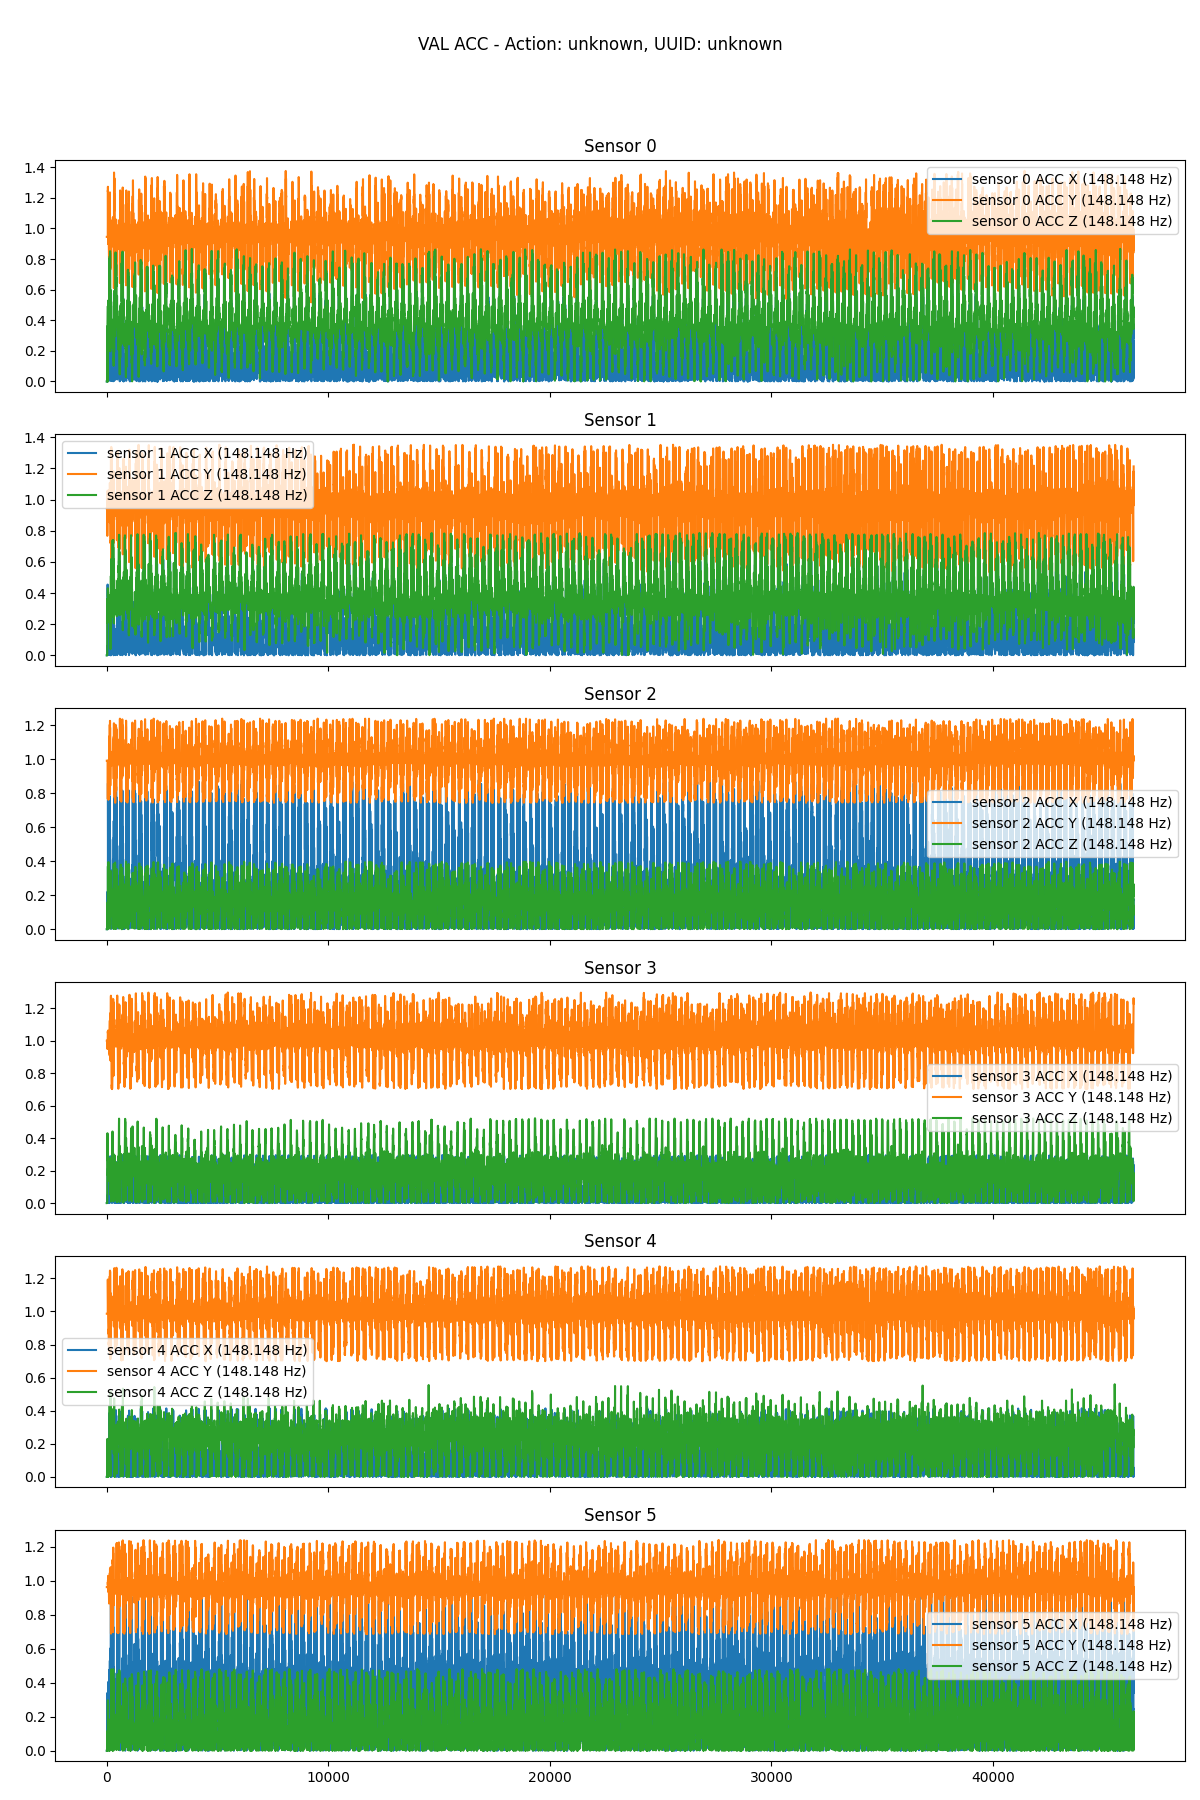 VAL ACC - Action: unknown, UUID: unknown
Sensor 0
1.4
1.2
1.0
0.8
0.6
0.4
0.2
0.0
sensor 0 ACC X (148.148 Hz)
sensor 0 ACC Y (148.148 Hz)
sensor 0 ACC Z (148.148 Hz)
Sensor 1
1.4
1.2
1.0
0.8
0.6
0.4
0.2
0.0
sensor 1 ACC X (148.148 Hz)
sensor 1 ACC Y (148.148 Hz)
sensor 1 ACC Z (148.148 Hz)
Sensor 2
1.2
1.0
0.8
0.6
0.4
0.2
0.0
sensor 2 ACC X (148.148 Hz)
sensor 2 ACC Y (148.148 Hz)
sensor 2 ACC Z (148.148 Hz)
Sensor 3
1.2
1.0
0.8
0.6
0.4
0.2
0.0
sensor 3 ACC X (148.148 Hz)
sensor 3 ACC Y (148.148 Hz)
sensor 3 ACC Z (148.148 Hz)
Sensor 4
1.2
1.0
0.8
0.6
0.4
0.2
0.0
sensor 4 ACC X (148.148 Hz)
sensor 4 ACC Y (148.148 Hz)
sensor 4 ACC Z (148.148 Hz)
Sensor 5
1.2
1.0
0.8
0.6
0.4
0.2
0.0
sensor 5 ACC X (148.148 Hz)
sensor 5 ACC Y (148.148 Hz)
sensor 5 ACC Z (148.148 Hz)
0 10000 20000 30000 40000